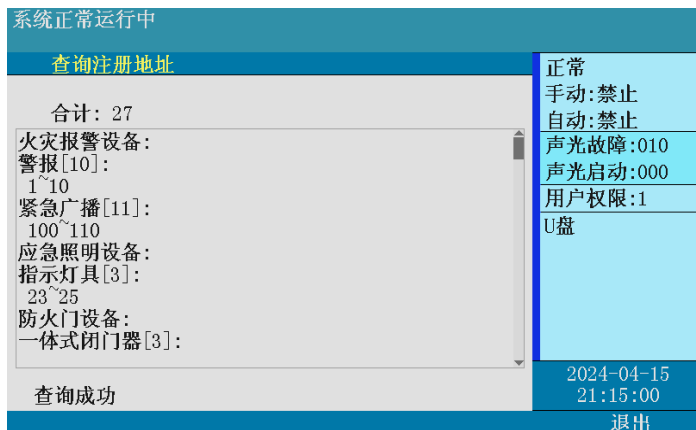 系统正常运行中
查询注册地址
合计: 27
火灾报警设备:
警报[10]:
1~10
紧急广播[11]:
100~110
应急照明设备:
指示灯具[3]:
23~25
防火门设备:
一体式闭门器[3]:
查询成功
正常
手动:禁止
自动:禁止
声光故障:010
声光启动:000
用户权限:1
U盘
2024-04-15
21:15:00
退出